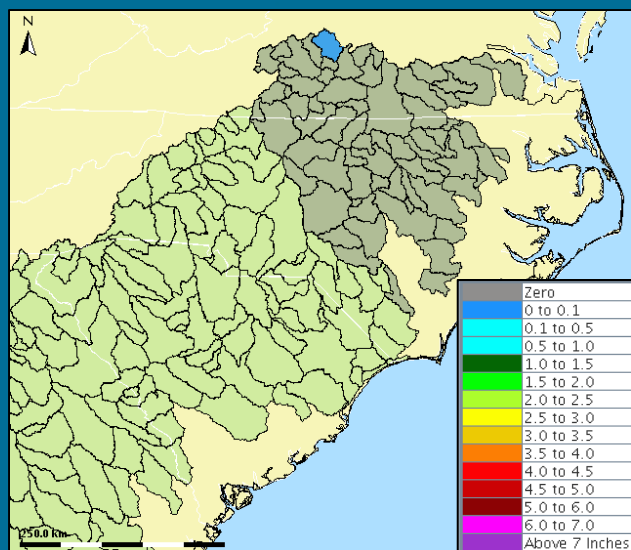 N
Zero
0 to 0.1
0.1 to 0.5
0.5 to 1.0
1.0 to 1.5
1.5 to 2.0
2.0 to 2.5
2.5 to 3.0
3.0 to 3.5
3.5 to 4.0
4.0 to 4.5
4.5 to 5.0
5.0 to 6.0
6.0 to 7.0
Above 7 Inches
250.0 km